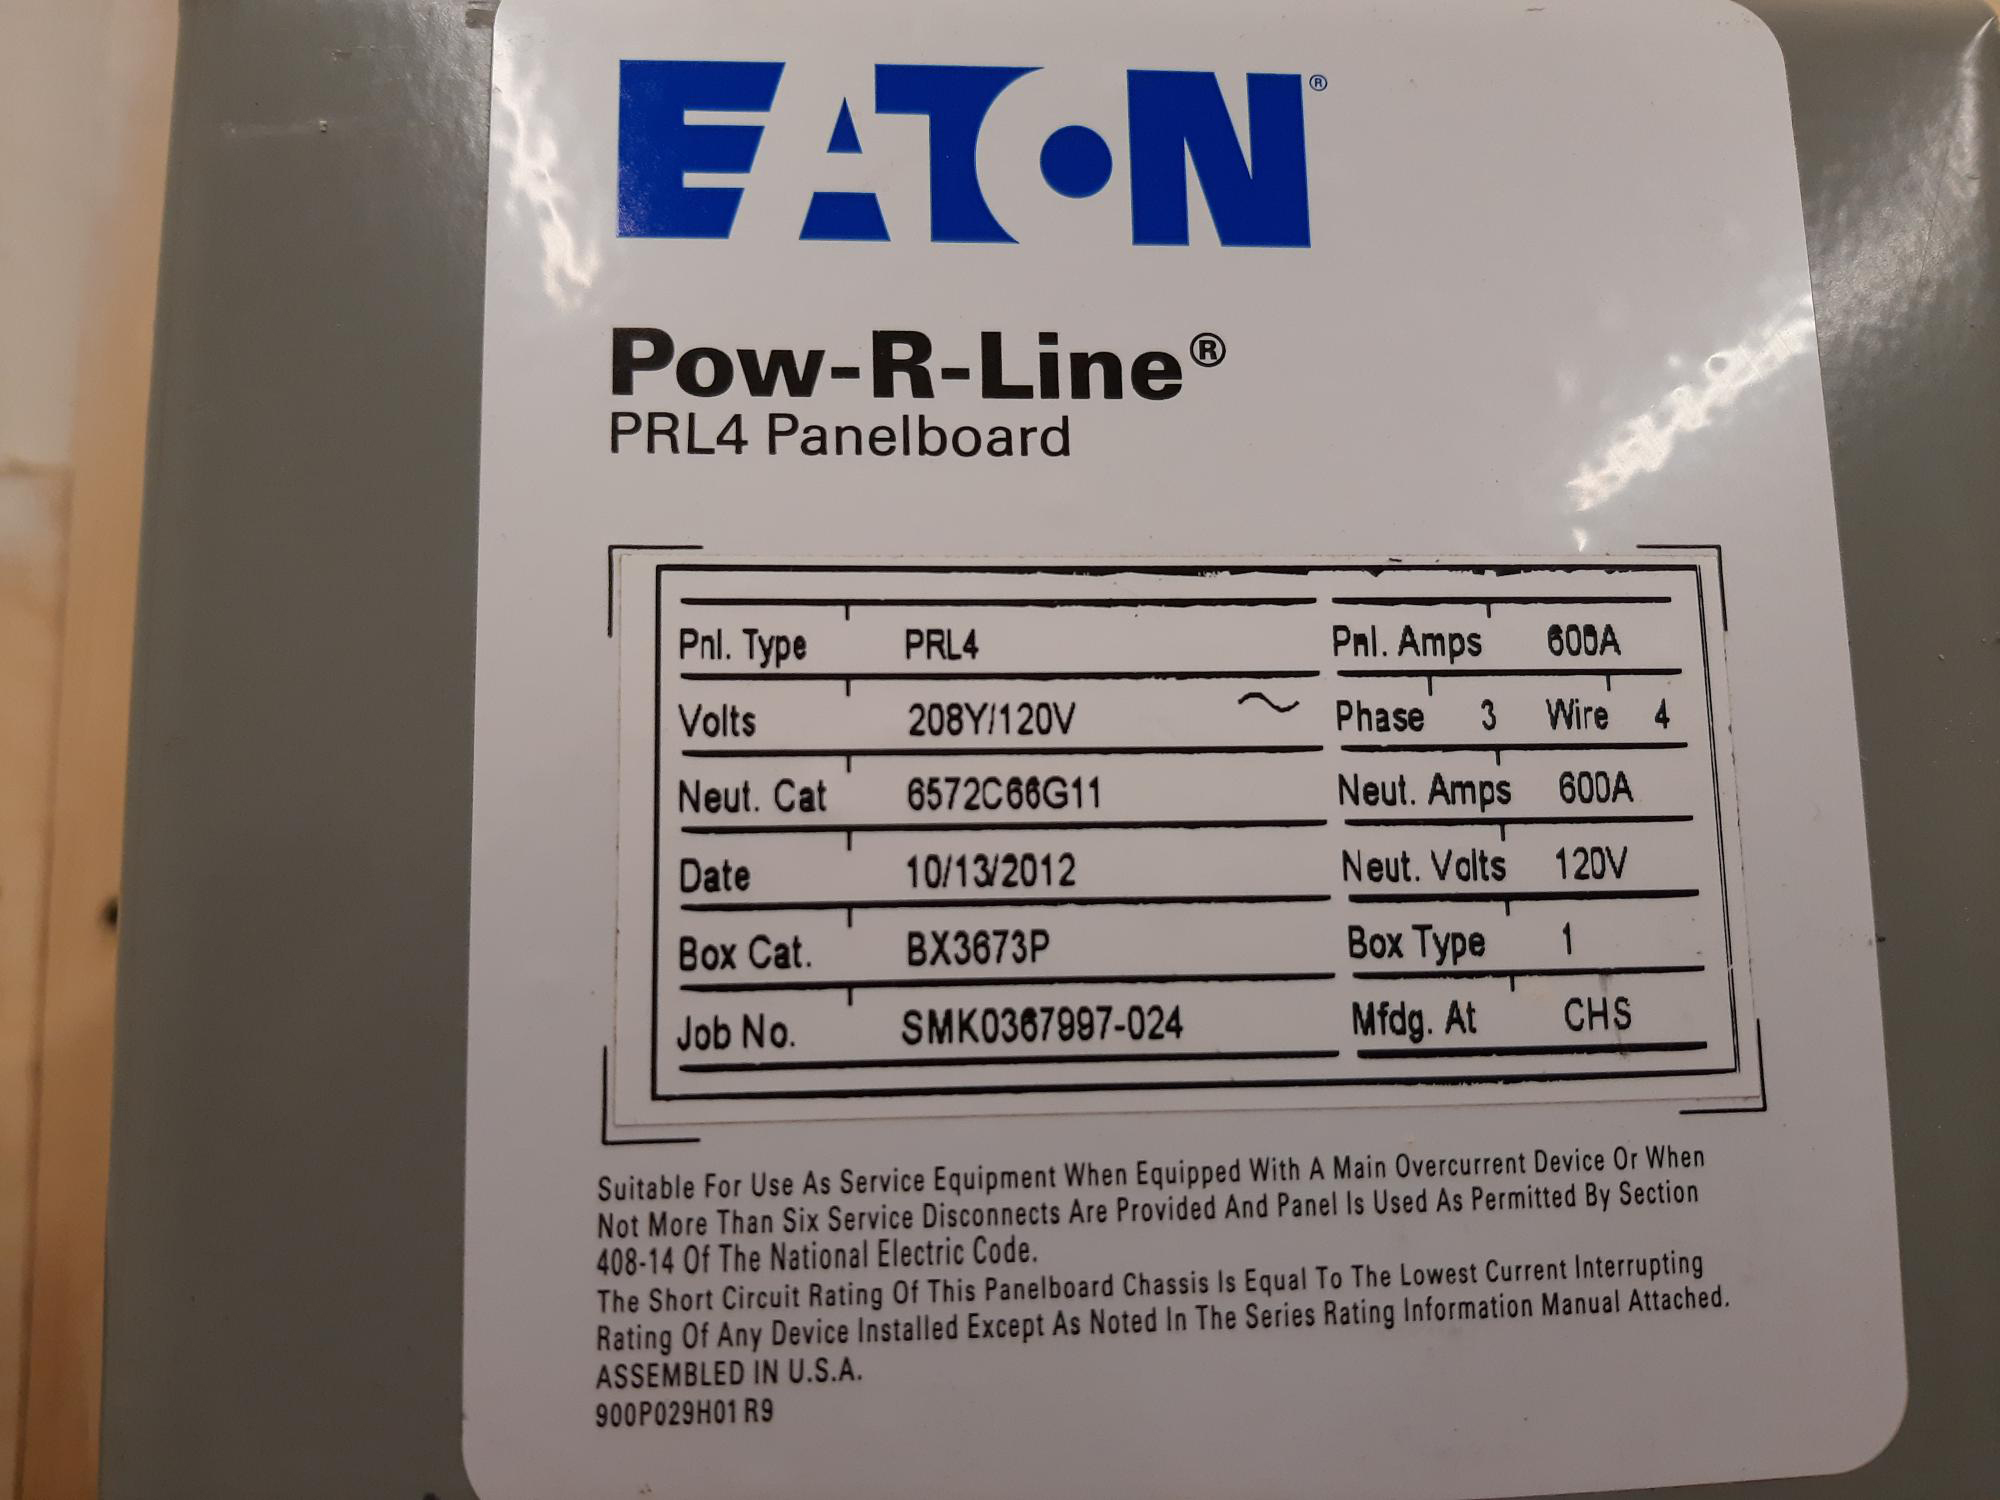 EATON®
Pow-R-Line®
PRL4 Panelboard
Pnl. Type PRL4 Pnl. Amps 600A
Volts 208Y/120V ~ Phase 3 Wire 4
Neut. Cat 6572C66G11 Neut. Amps 600A
Date 10/13/2012 Neut. Volts 120V
Box Cat. BX3673P Box Type 1
Job No. SMK0367997-024 Mfdg. At CHS
Suitable For Use As Service Equipment When Equipped With A Main Overcurrent Device Or When
Not More Than Six Service Disconnects Are Provided And Panel Is Used As Permitted By Section
408-14 Of The National Electric Code.
The Short Circuit Rating Of This Panelboard Chassis Is Equal To The Lowest Current Interrupting
Rating Of Any Device Installed Except As Noted In The Series Rating Information Manual Attached.
ASSEMBLED IN U.S.A.
900P029H01 R9